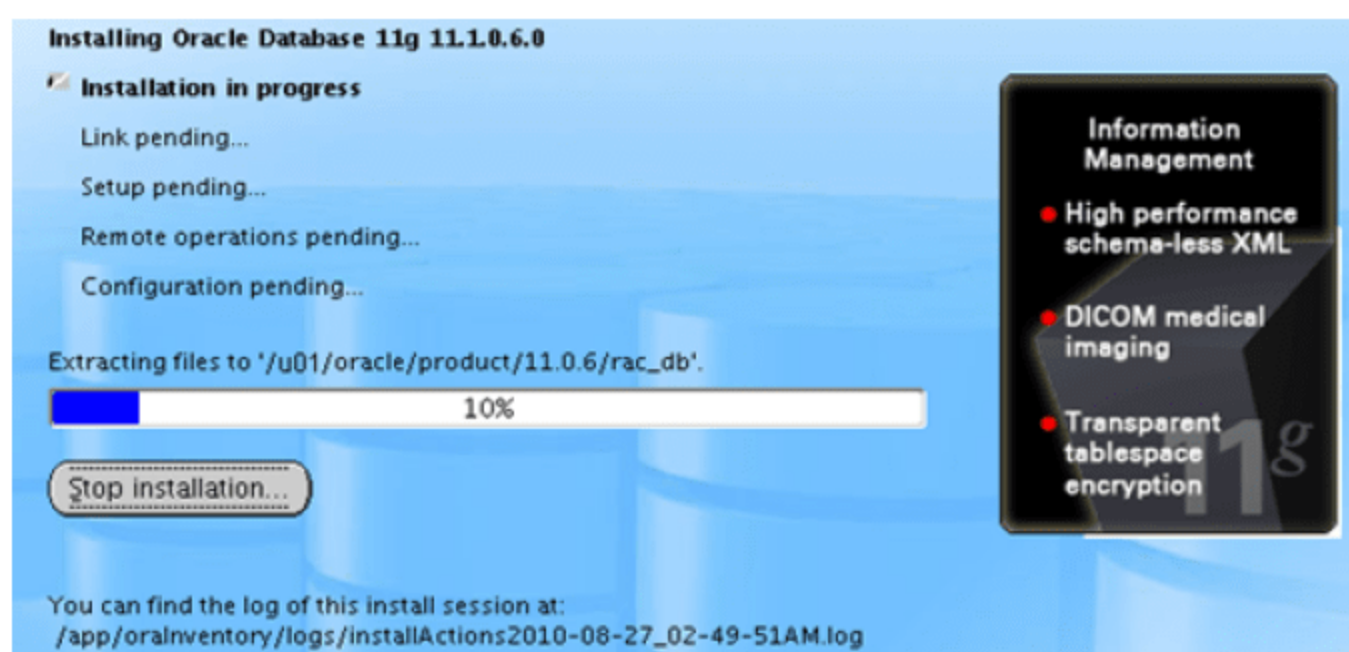 Installing Oracle Database 11g 11.1.0.6.0
Installation in progress
Link pending...
Setup pending...
Remote operations pending...
Configuration pending...
Extracting files to '/u01/oracle/product/11.0.6/rac_db'.
10%
Stop installation...
You can find the log of this install session at:
/app/oraInventory/logs/installActions2010-08-27_02-49-51AM.log
Information
Management
High performance
schema-less XML
DICOM medical
imaging
Transparent
tablespace
encryption
11g